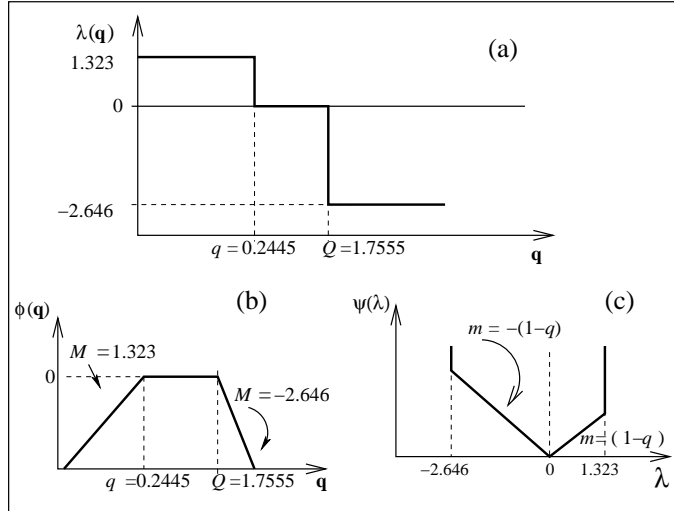 λ(q)
(a)
1.323
0
−2.646
q = 0.2445
Q =1.7555
q
(b)
(c)
ϕ(q)
M = 1.323
0
M = −2.646
q = 0.2445
Q = 1.7555
q
ψ(λ)
m = −(1−q)
m = ( 1−q )
−2.646
0
1.323
λ